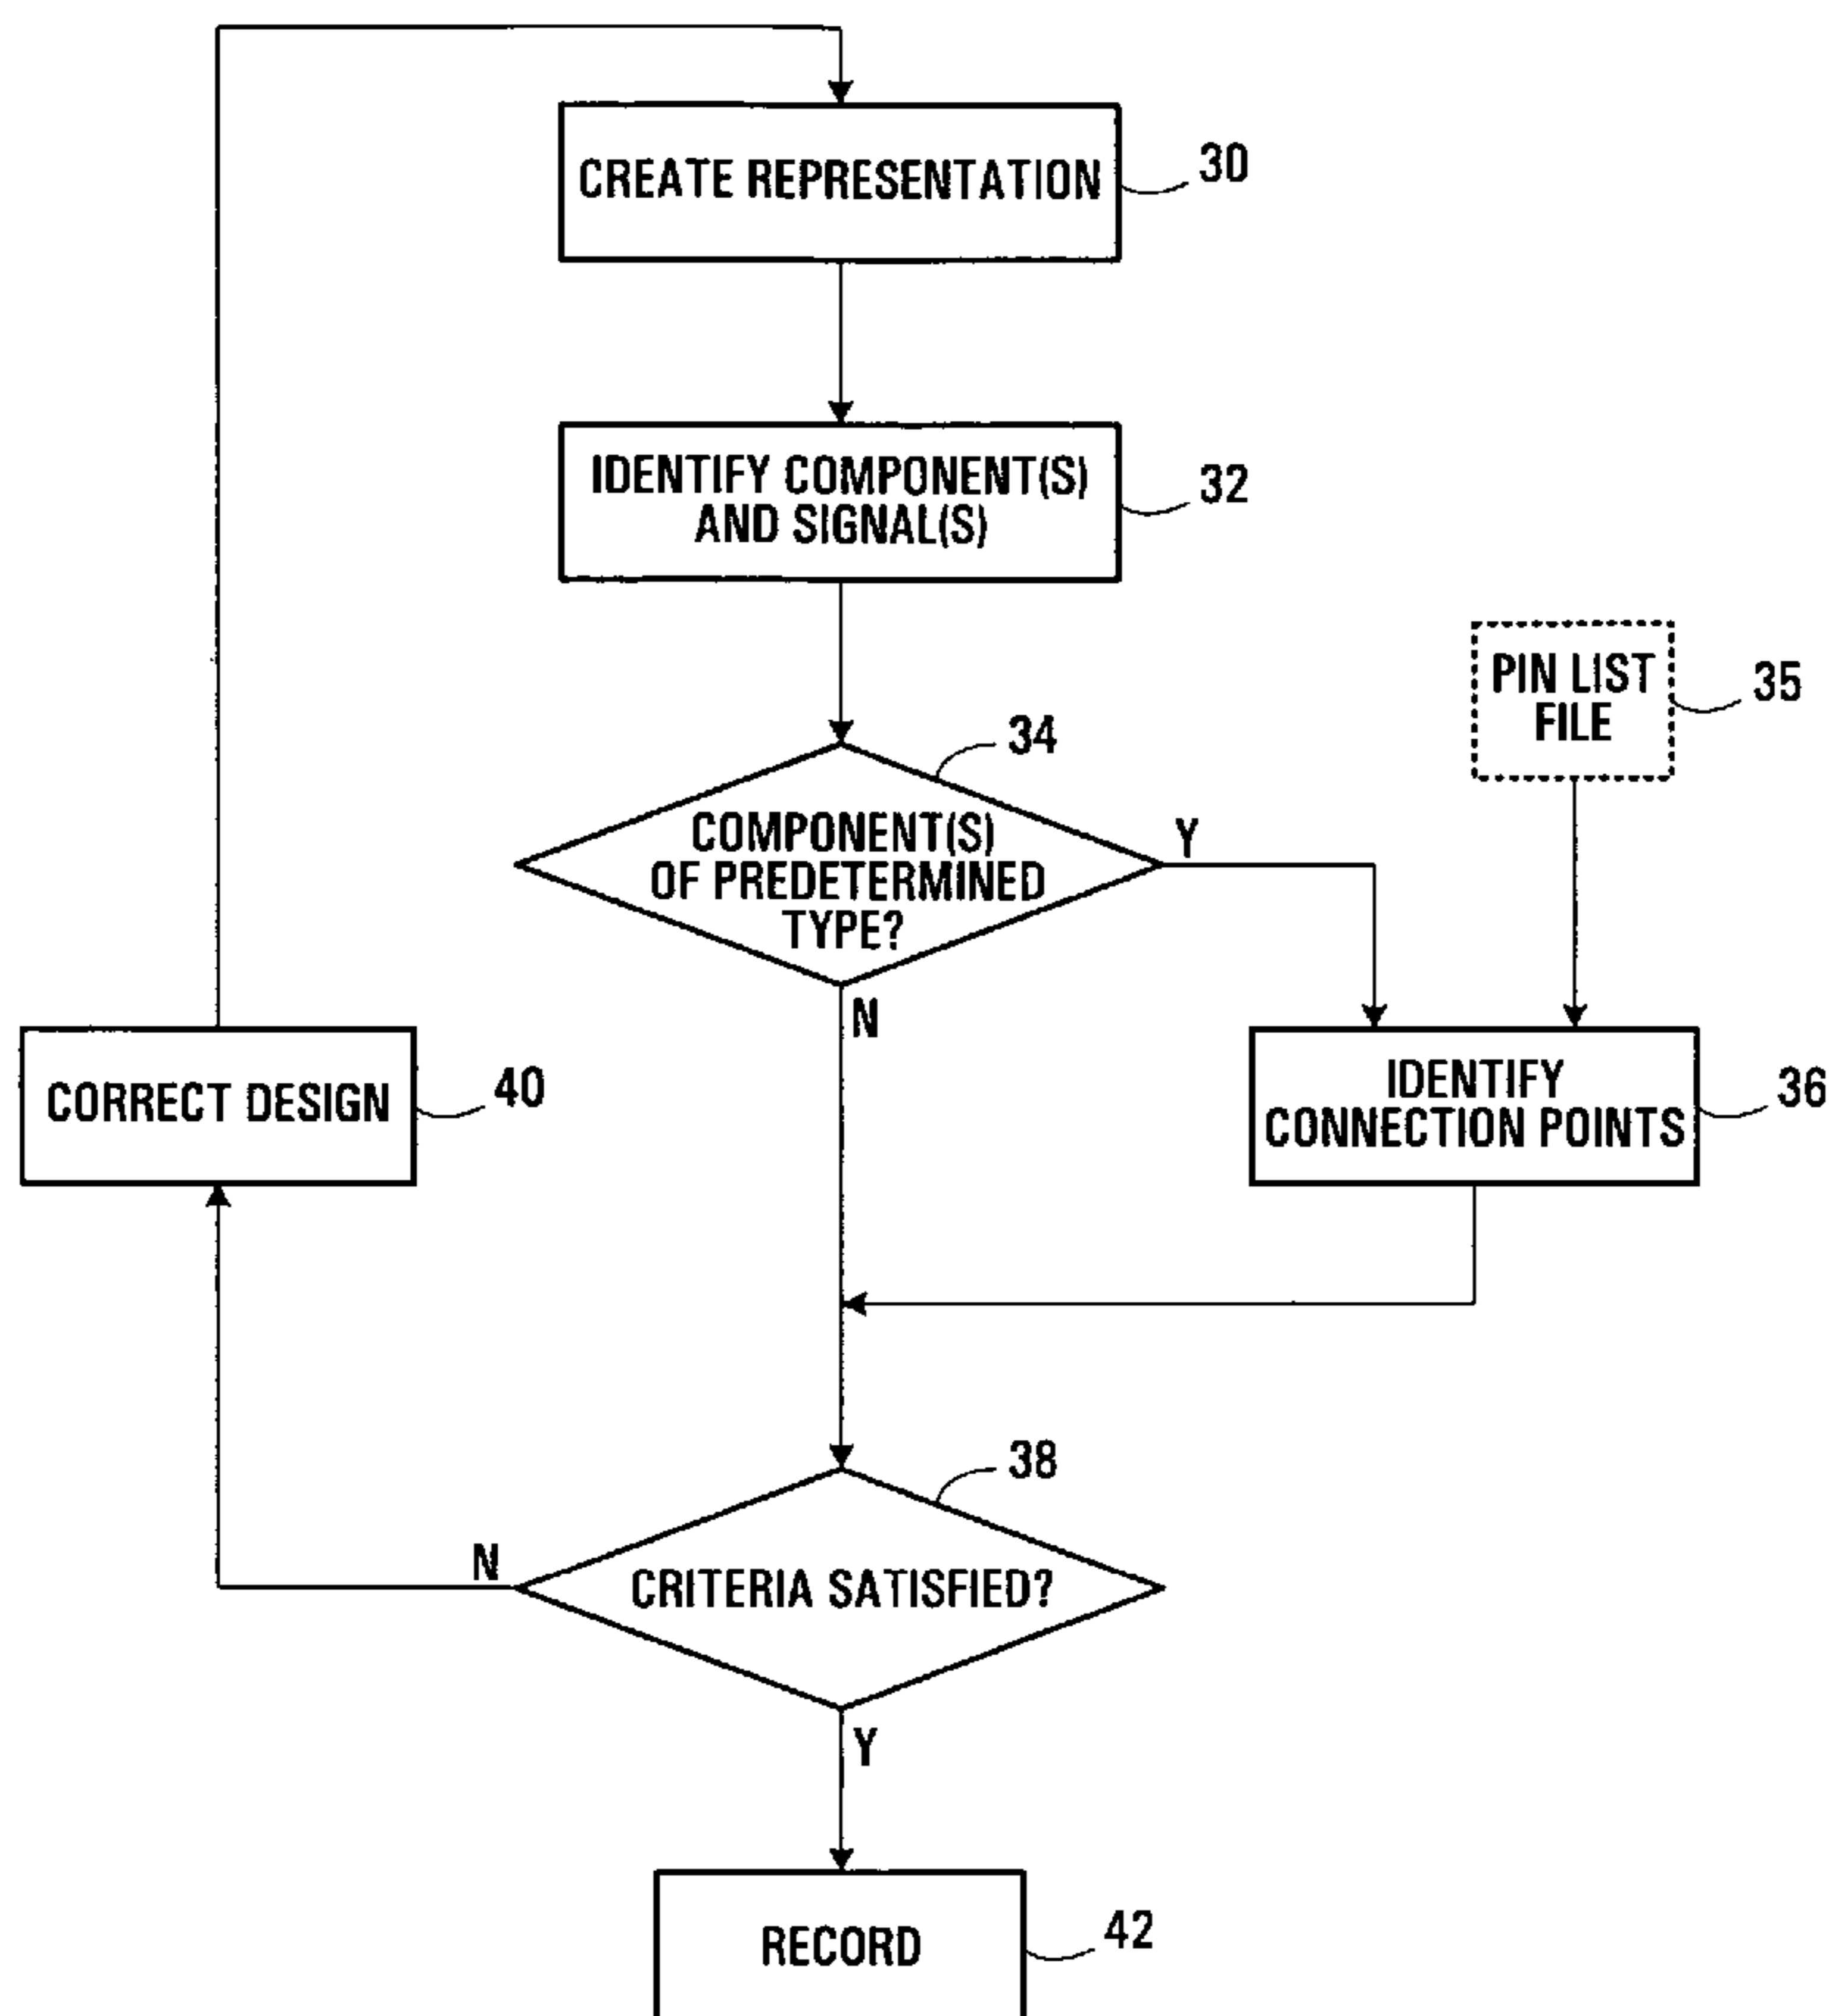 CREATE REPRESENTATION
30
IDENTIFY COMPONENT(S)
AND SIGNAL(S)
32
PIN LIST
FILE
35
34
COMPONENT(S)
OF PREDETERMINED
TYPE?
Y
N
CORRECT DESIGN
40
IDENTIFY
CONNECTION POINTS
36
38
CRITERIA SATISFIED?
N
Y
RECORD
42